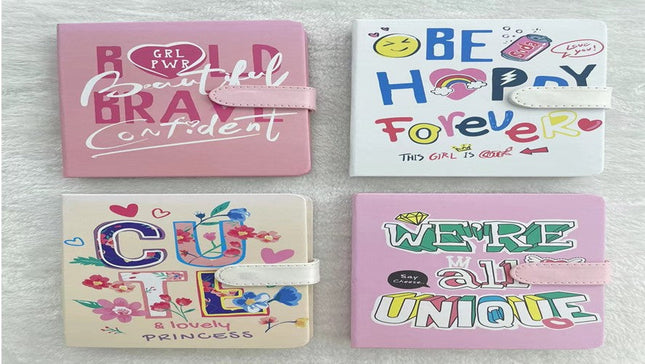 GRL
PWR
BOLD
Beautiful
BRAVE
Confident
BE
Love you!
HAPPY
Forever
THIS GIRL IS
CUTE
& lovely
PRINCESS
WE'RE
Say
Cheese..
all
UNIQUE